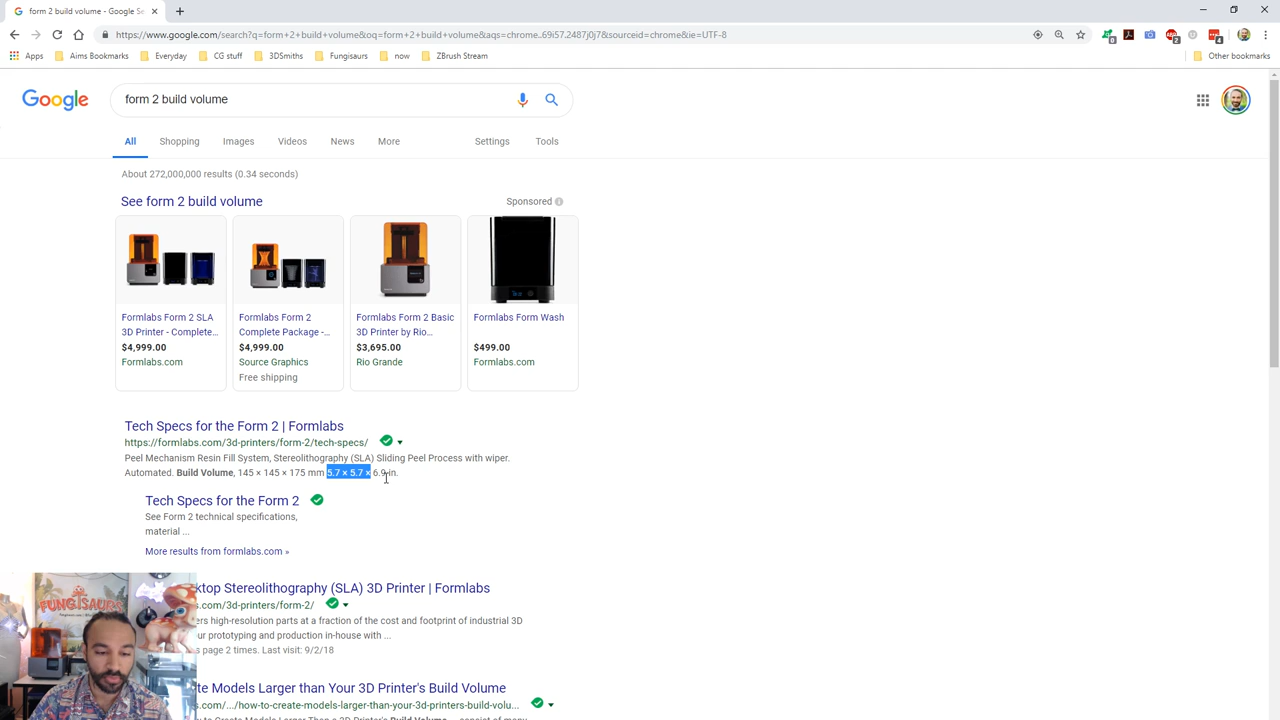 form 2 build volume - Google Se
https://www.google.com/search?q=form+2+build+volume&oq=form+2+build+volume&aqs=chrome..69i57.2487j0j7&sourceid=chrome&ie=UTF-8
Apps Aims Bookmarks Everyday CG stuff 3DSmiths Fungisaurs now ZBrush Stream Other bookmarks
Google form 2 build volume
All Shopping Images Videos News More Settings Tools
About 272,000,000 results (0.34 seconds)
See form 2 build volume Sponsored
Formlabs Form 2 SLA
3D Printer - Complete...
$4,999.00
Formlabs.com
Formlabs Form 2
Complete Package -...
$4,999.00
Source Graphics
Free shipping
Formlabs Form 2 Basic
3D Printer by Rio...
$3,695.00
Rio Grande
Formlabs Form Wash
$499.00
Formlabs.com
Tech Specs for the Form 2 | Formlabs
https://formlabs.com/3d-printers/form-2/tech-specs/
Peel Mechanism Resin Fill System, Stereolithography (SLA) Sliding Peel Process with wiper.
Automated. Build Volume, 145 × 145 × 175 mm 5.7 × 5.7 × 6.9 in.
Tech Specs for the Form 2
See Form 2 technical specifications,
material ...
More results from formlabs.com »
ktop Stereolithography (SLA) 3D Printer | Formlabs
s.com/3d-printers/form-2/
ers high-resolution parts at a fraction of the cost and footprint of industrial 3D
ur prototyping and production in-house with ...
s page 2 times. Last visit: 9/2/18
te Models Larger than Your 3D Printer's Build Volume
s.com/.../how-to-create-models-larger-than-your-3d-printers-build-volu...
FUNGISAURS